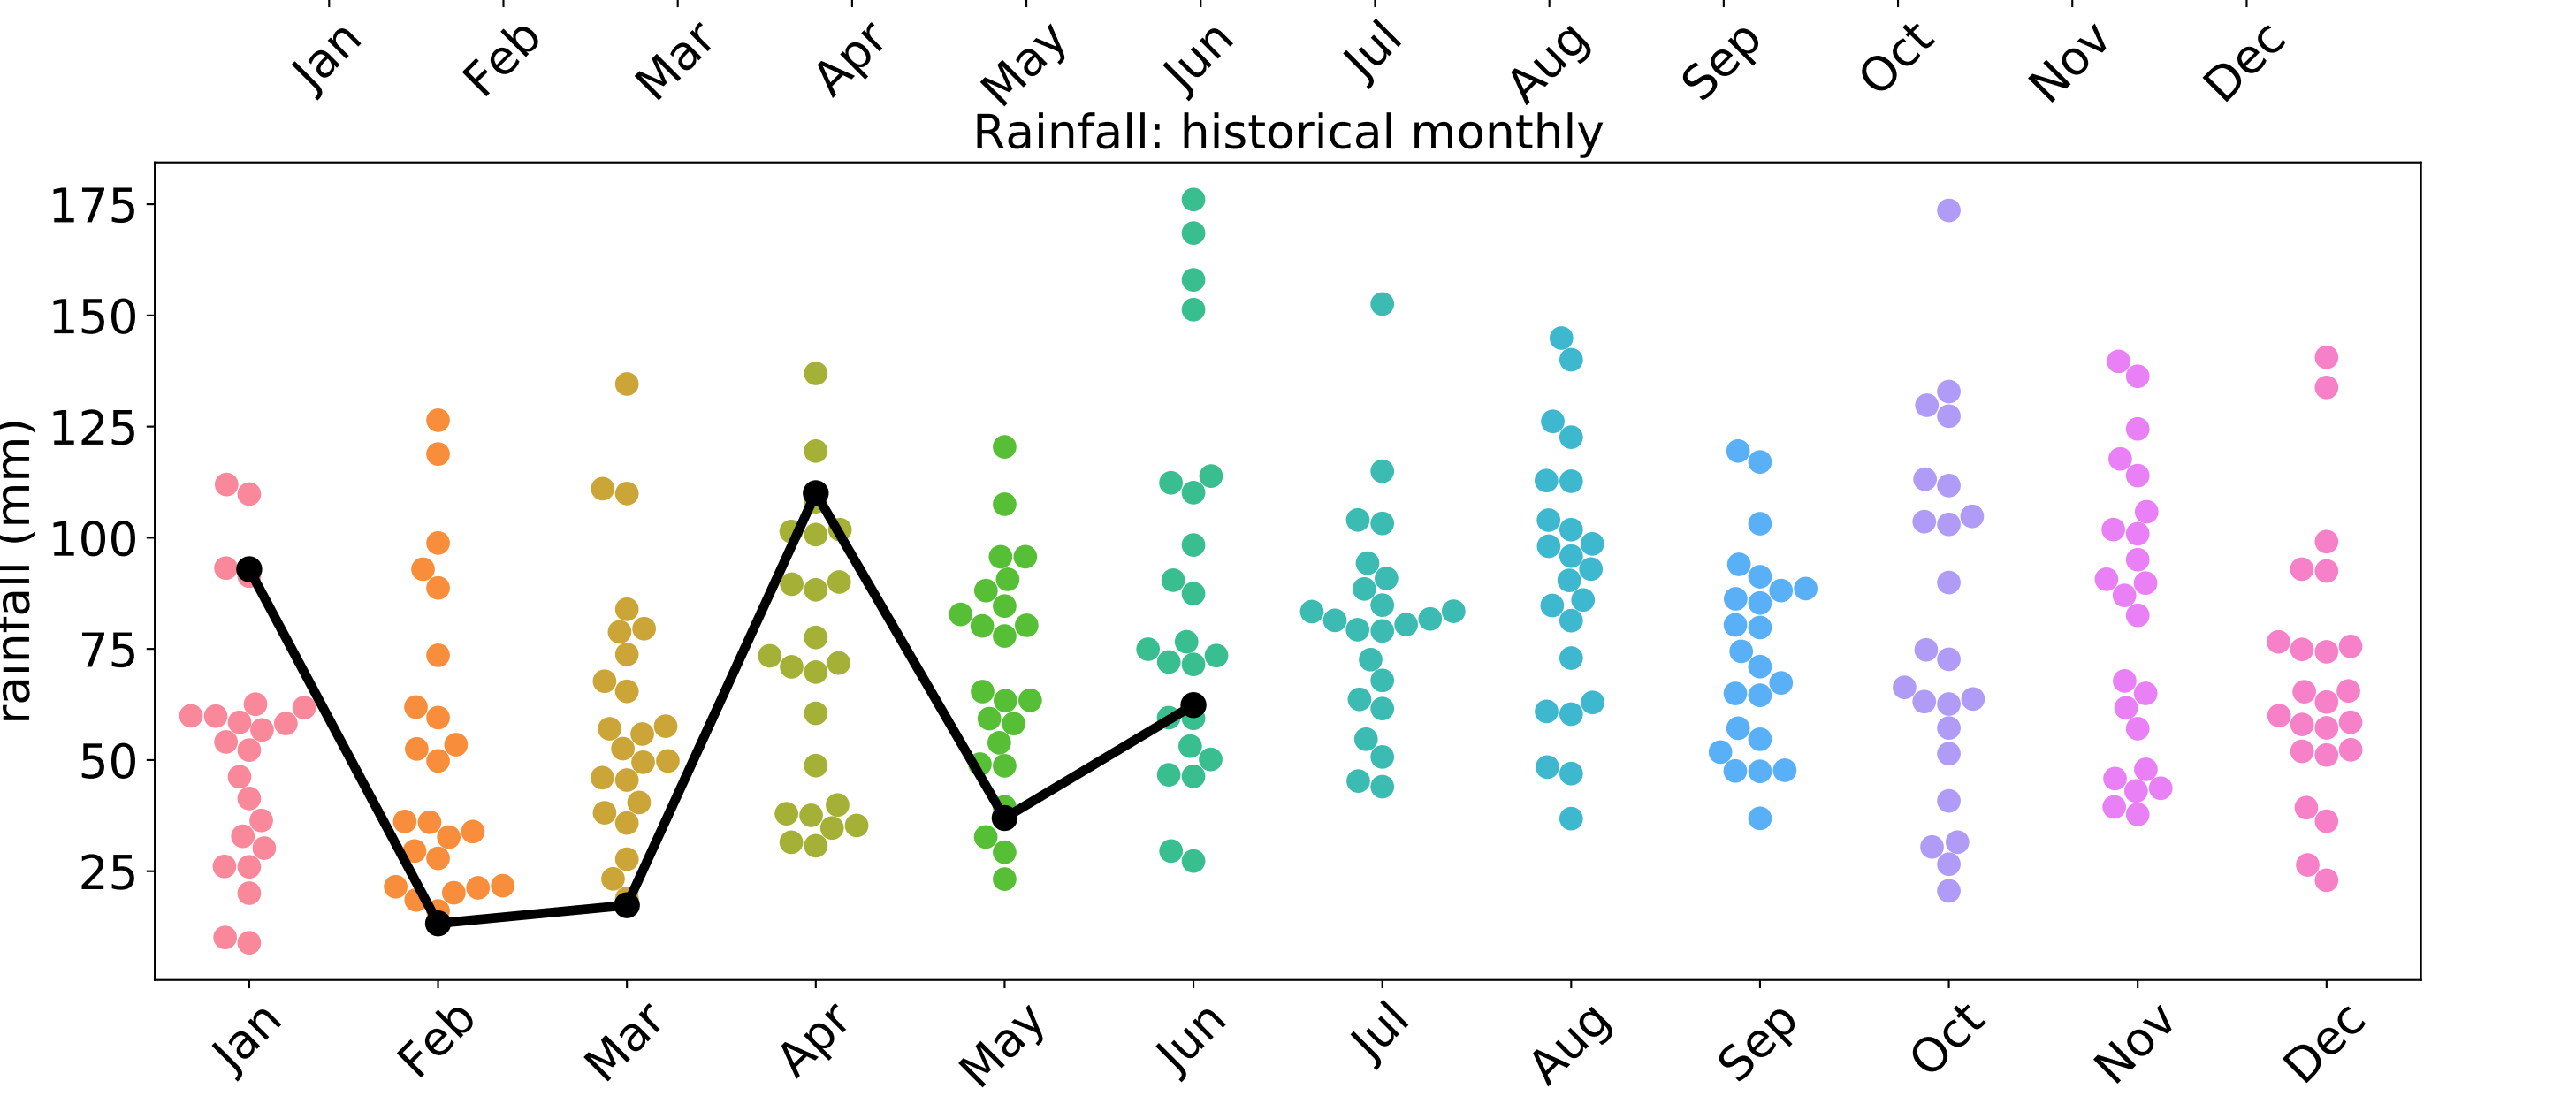 Jan Feb Mar Apr May Jun Jul Aug Sep Oct Nov Dec
Rainfall: historical monthly
rainfall (mm)
175
150
125
100
75
50
25
Jan Feb Mar Apr May Jun Jul Aug Sep Oct Nov Dec